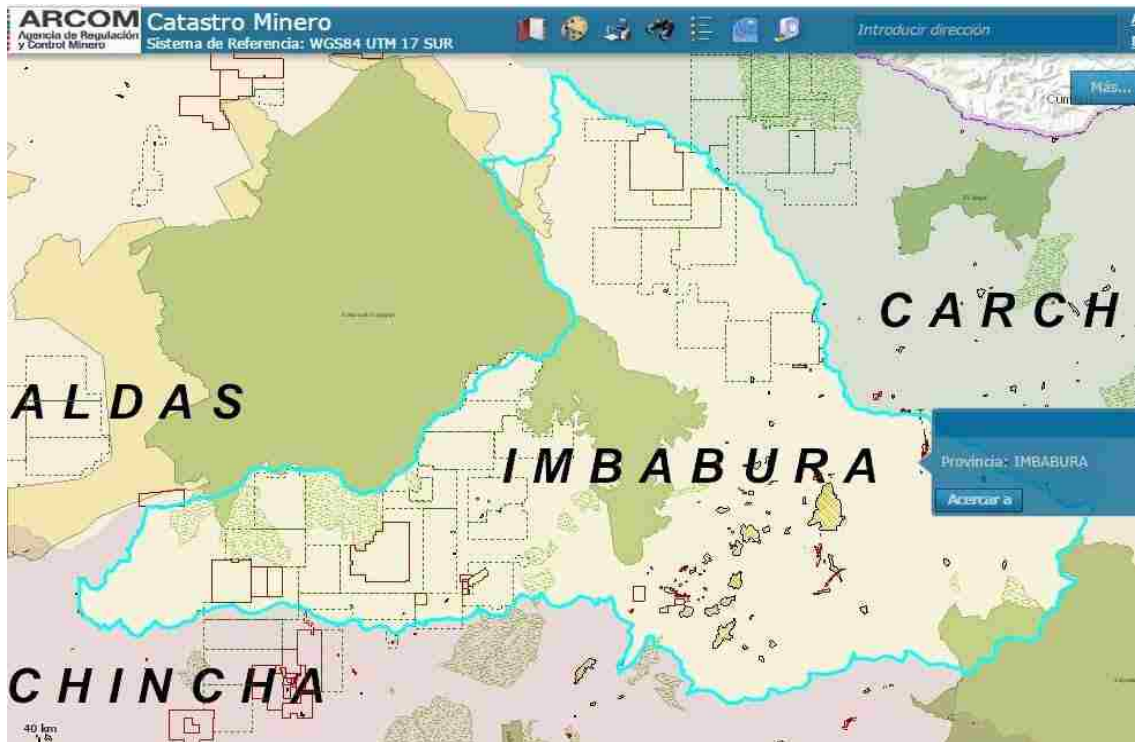 ARCOM
Agencia de Regulación
y Control Minero
Catastro Minero
Sistema de Referencia: WGS84 UTM 17 SUR
Introducir dirección
Más...
CARCH
ALDAS
IMBABURA
Provincia: IMBABURA
Acercar a
CHINCHA
40 km